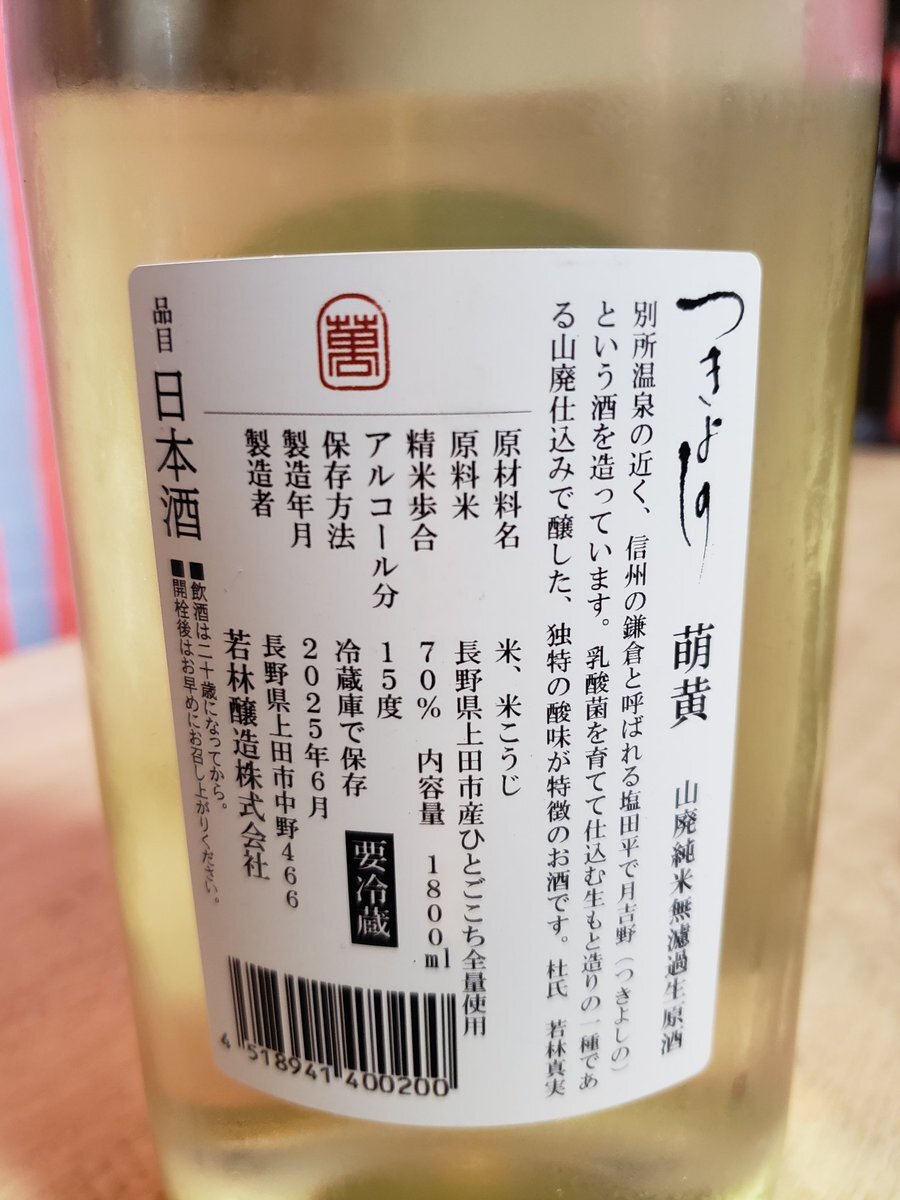 つきよしの 萌黄 山廃純米無濾過生原酒
別所温泉の近く、信州の鎌倉と呼ばれる塩田平で月吉野（つきよしの）
という酒を造っています。乳酸菌を育てて仕込む生もと造りの一種であ
る山廃仕込みで醸した、独特の酸味が特徴のお酒です。 杜氏 若林真実
萬
原材料名 米、米こうじ
原料米 長野県上田市産ひとごこち全量使用
精米歩合 70% 内容量 1800ml
アルコール分 15度
保存方法 冷蔵庫で保存 要冷蔵
製造年月 2025年6月
製造者 長野県上田市中野466
若林醸造株式会社
品目 日本酒
■飲酒は二十歳になってから。
■開栓後はお早めにお召し上がりください。
4 518941 400200